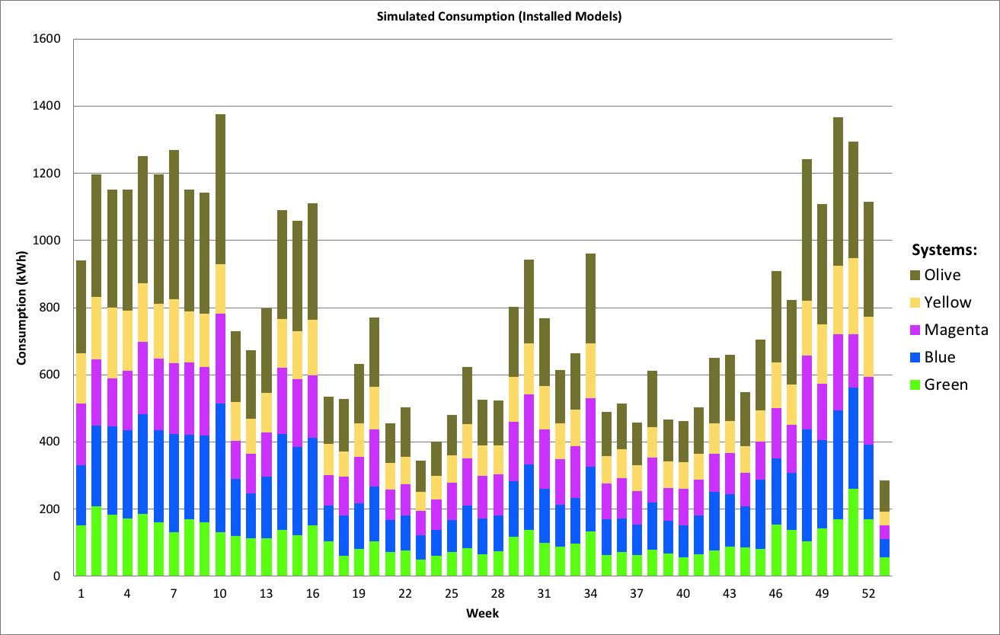 Simulated Consumption (Installed Models)
1600
1400
1200
1000
800
600
400
200
0
Consumption (kWh)
1 4 7 10 13 16 19 22 25 28 31 34 37 40 43 46 49 52
Week
Systems:
Olive
Yellow
Magenta
Blue
Green